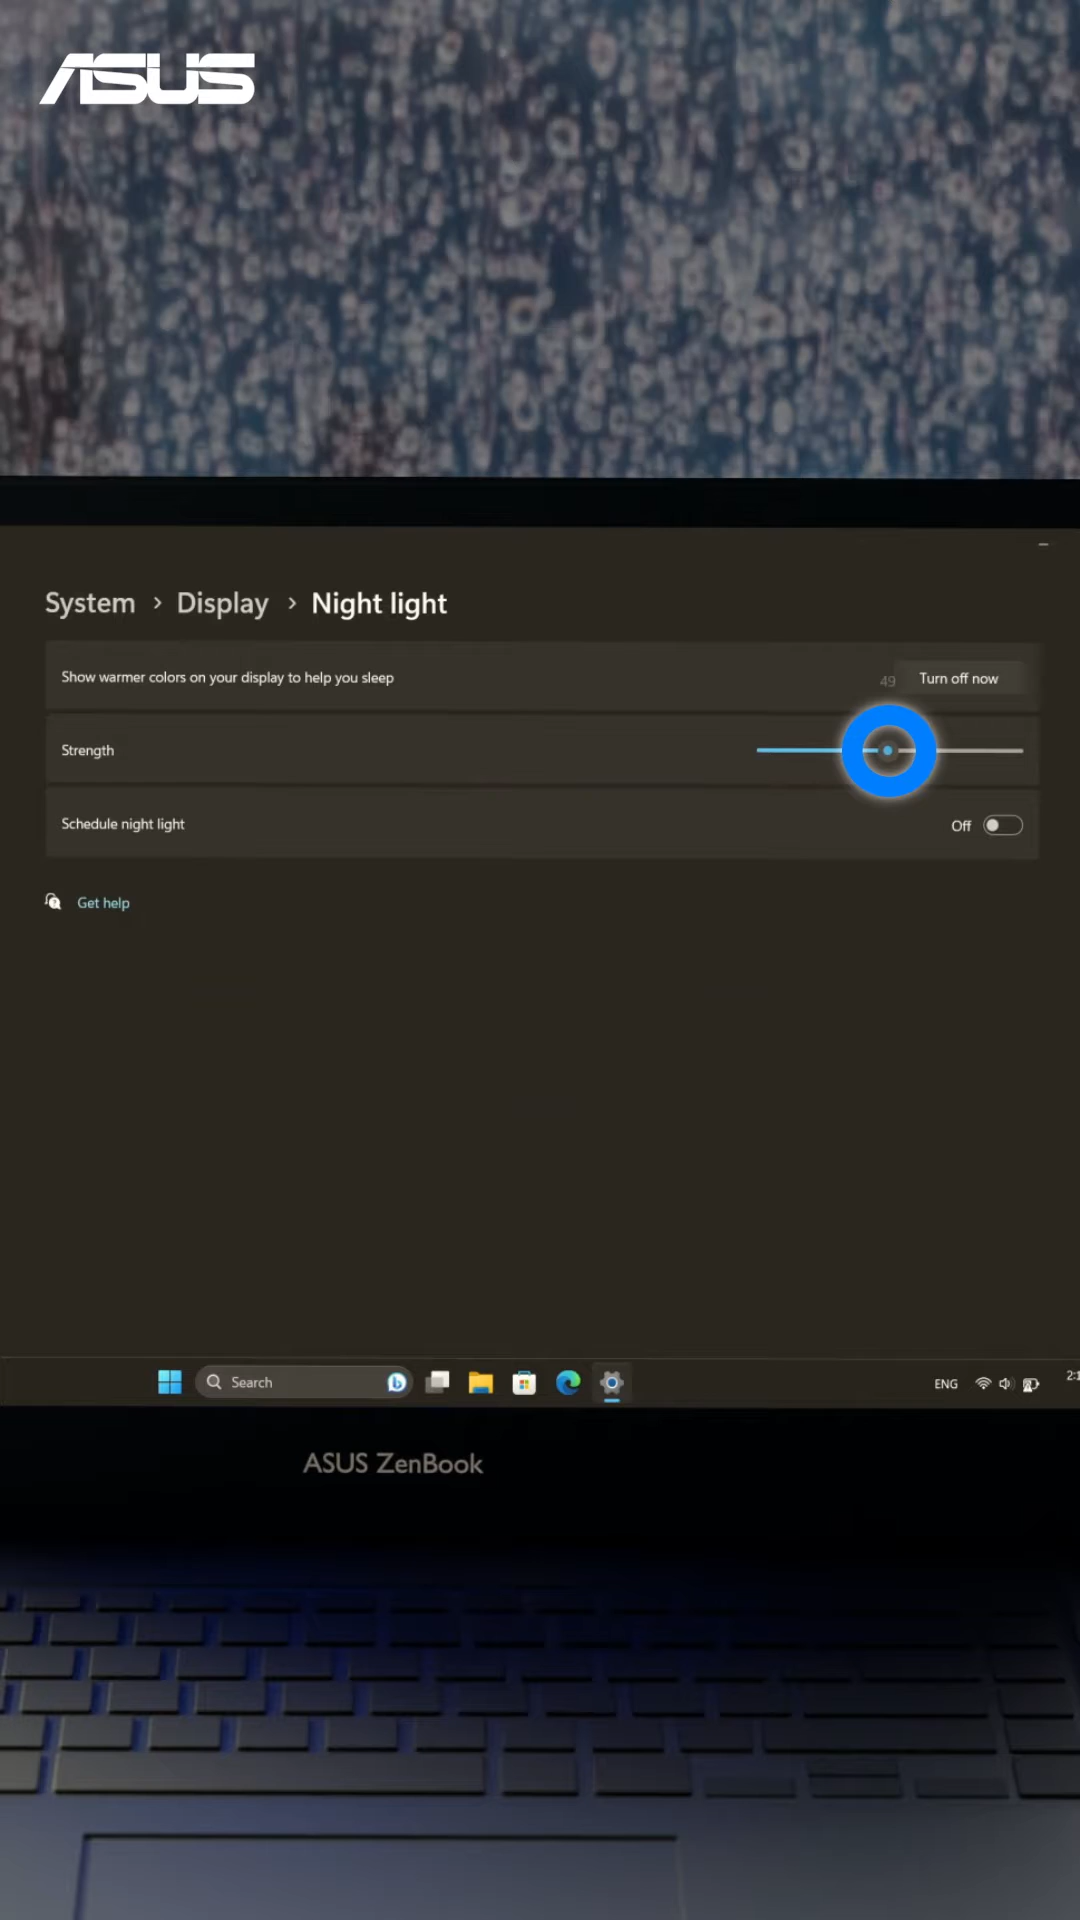 ASUS
System > Display > Night light
Show warmer colors on your display to help you sleep
49
Turn off now
Strength
Schedule night light
Off
Get help
Search
ENG
ASUS ZenBook